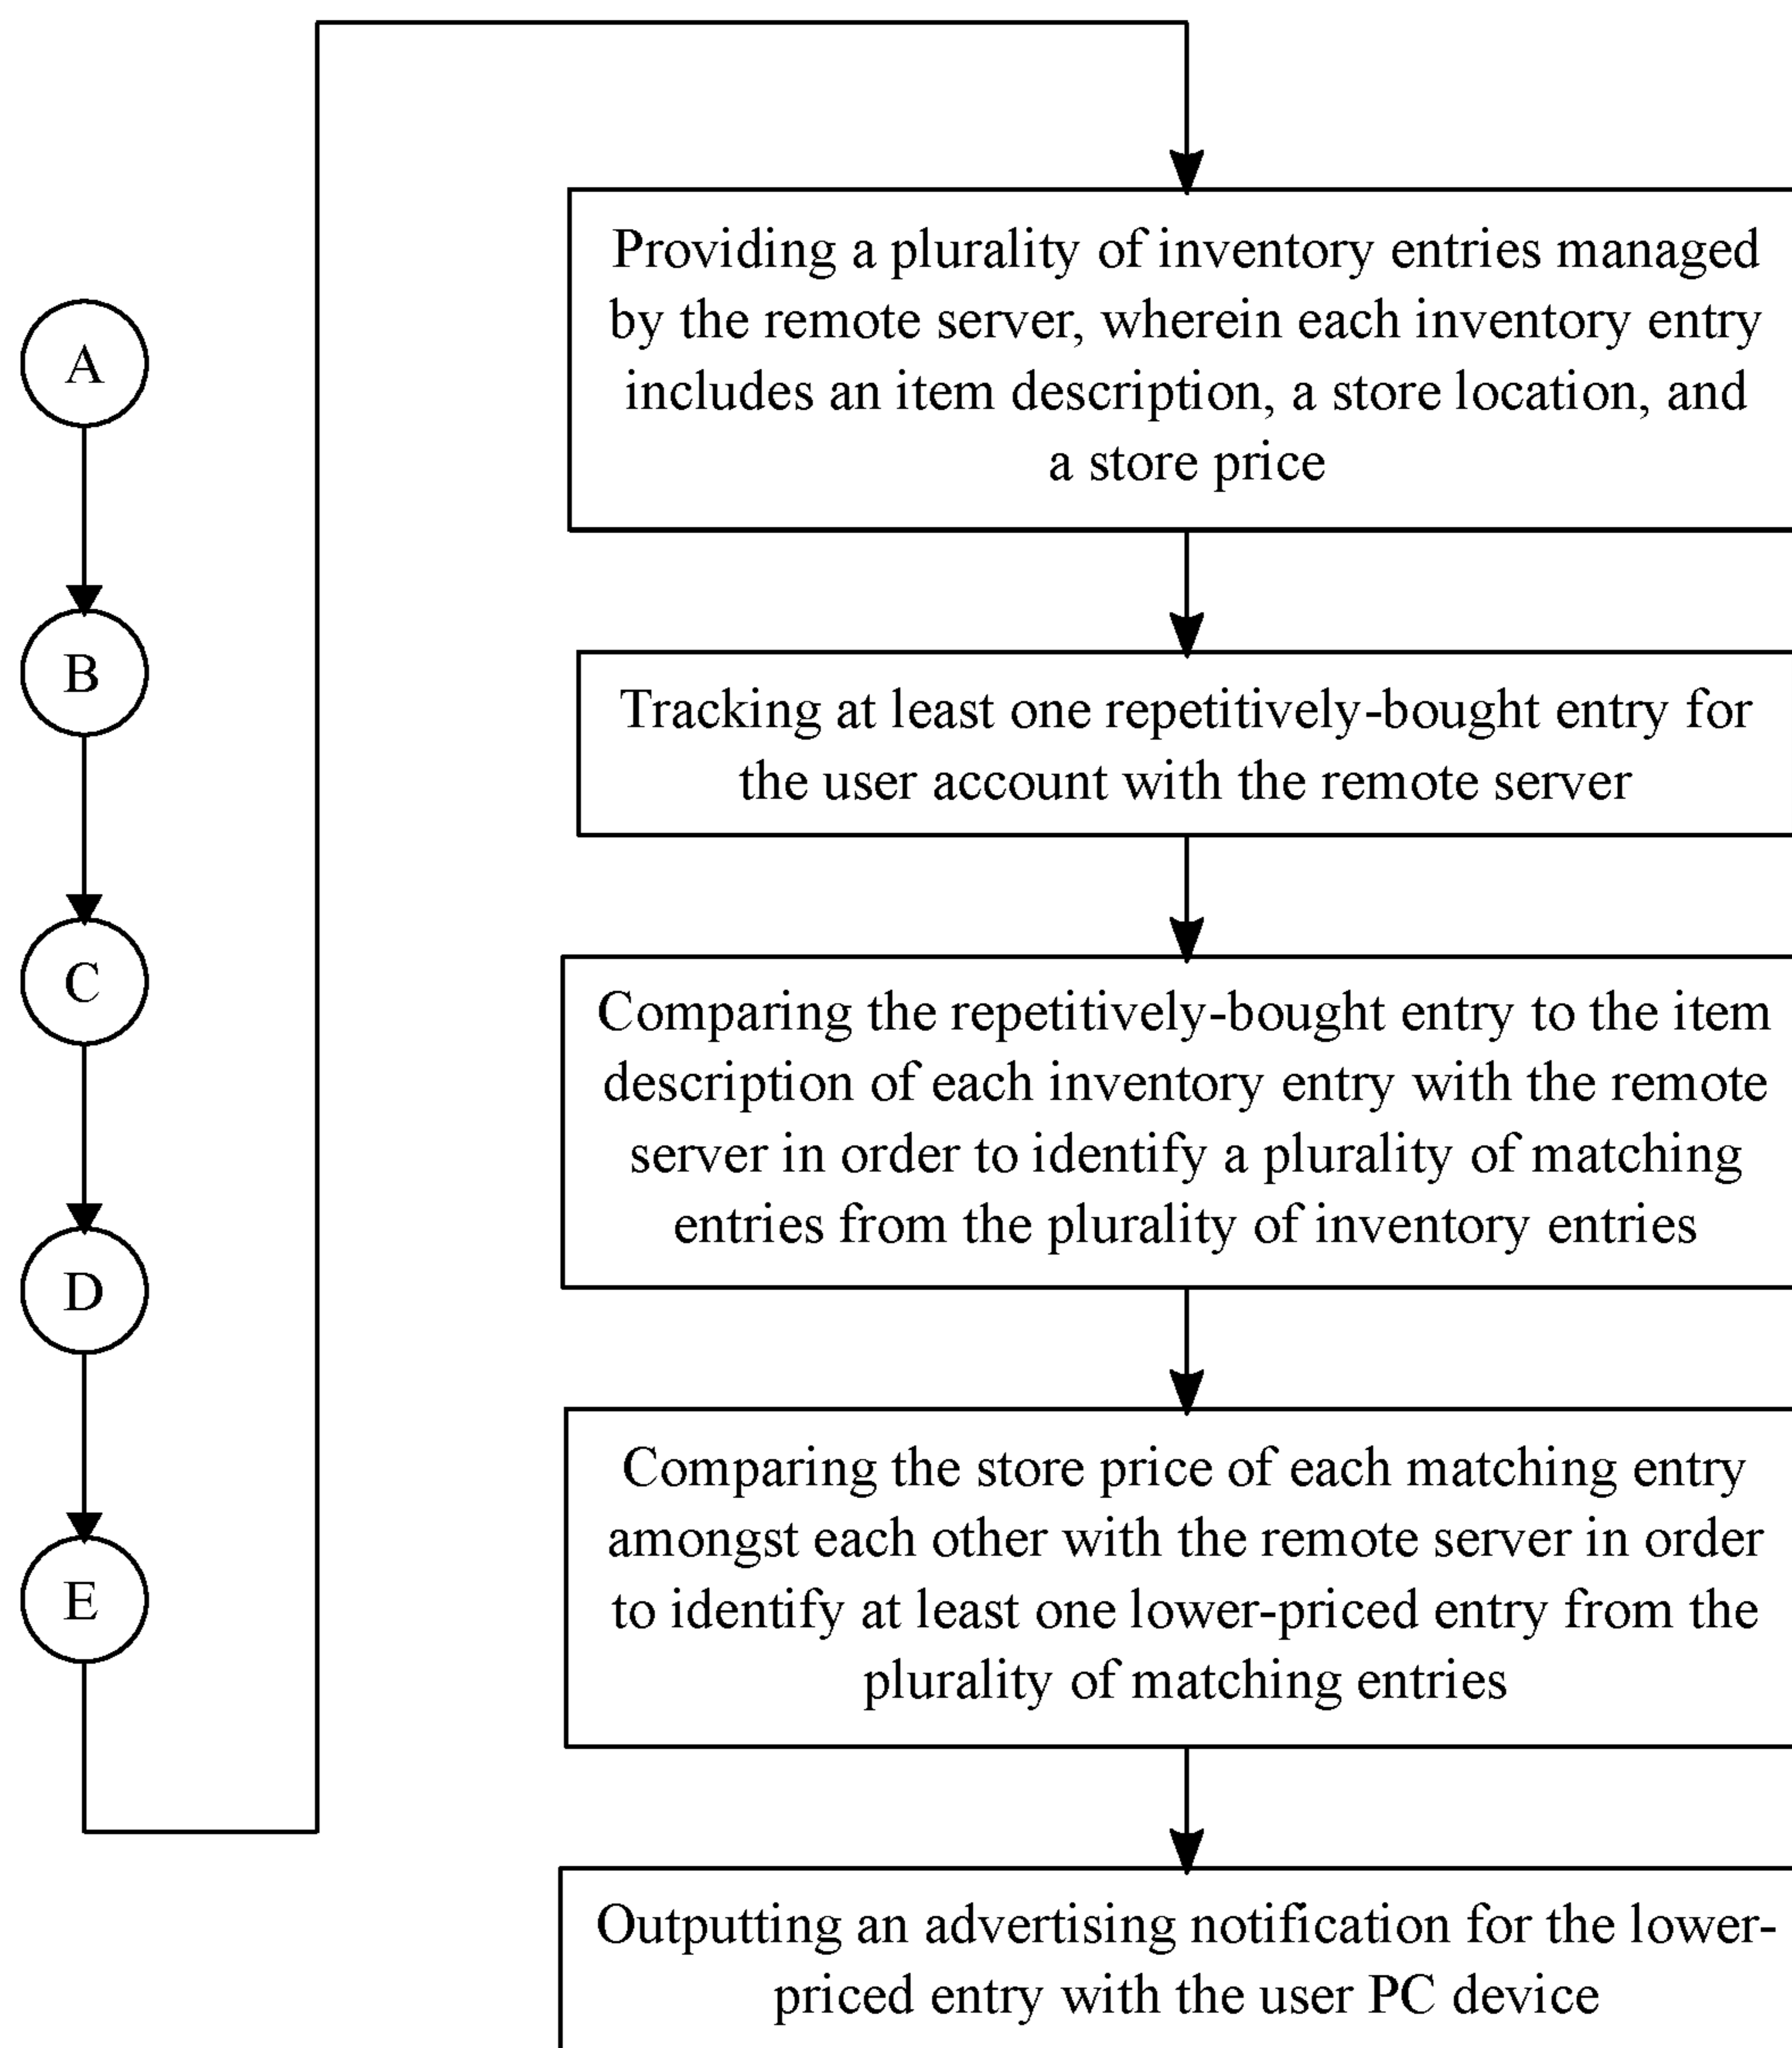 A
B
C
D
E
Providing a plurality of inventory entries managed
by the remote server, wherein each inventory entry
includes an item description, a store location, and
a store price
Tracking at least one repetitively-bought entry for
the user account with the remote server
Comparing the repetitively-bought entry to the item
description of each inventory entry with the remote
server in order to identify a plurality of matching
entries from the plurality of inventory entries
Comparing the store price of each matching entry
amongst each other with the remote server in order
to identify at least one lower-priced entry from the
plurality of matching entries
Outputting an advertising notification for the lower-
priced entry with the user PC device